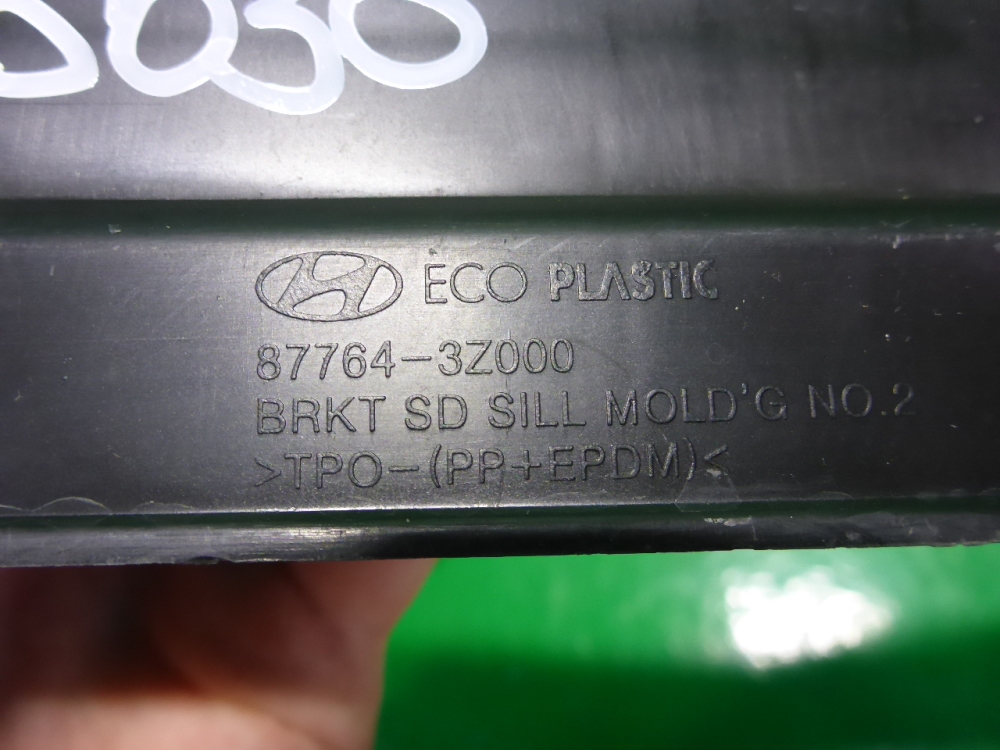 ECO PLASTIC
87764-3Z000
BRKT SD SILL MOLD'G NO.2
>TPO-(PP+EPDM)<